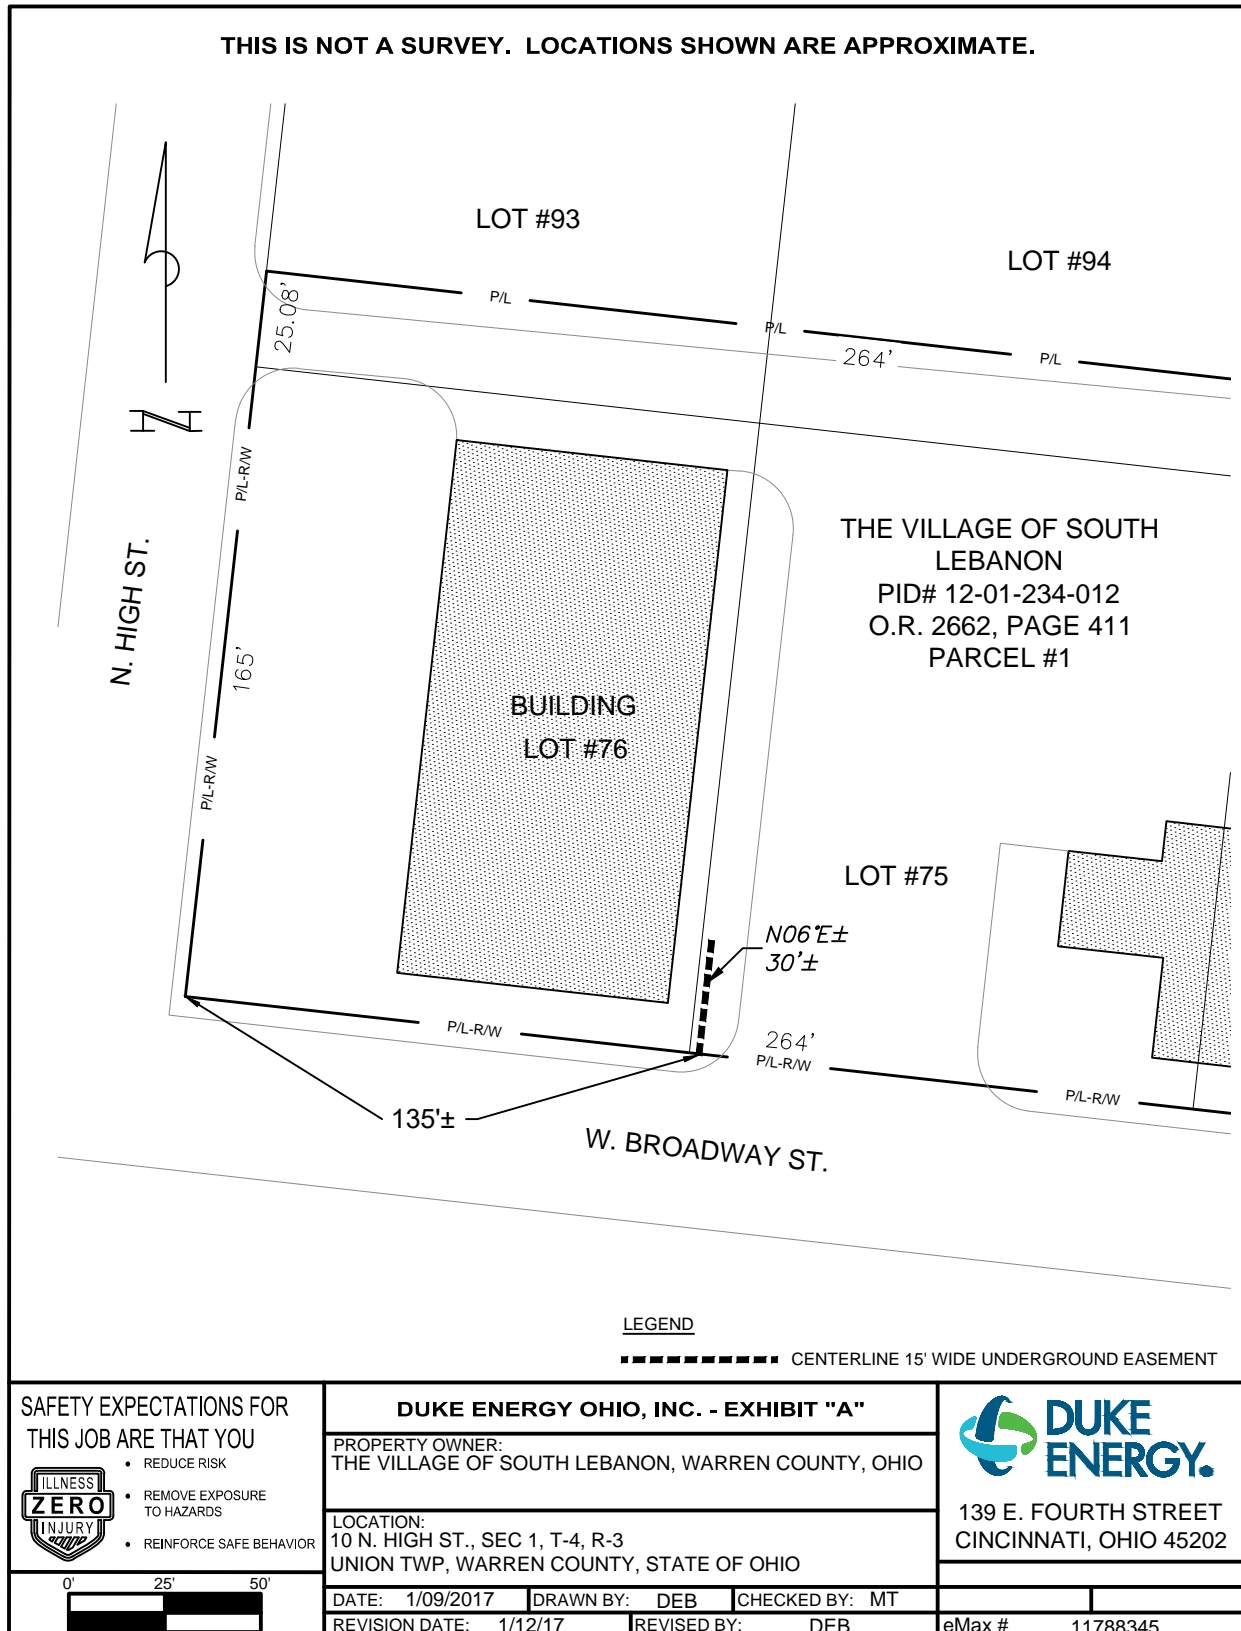 THIS IS NOT A SURVEY.  LOCATIONS SHOWN ARE APPROXIMATE.
LOT #93
LOT #94
25.08'
P/L
P/L
P/L
264'
N
P/L-R/W
N. HIGH ST.
165'
P/L-R/W
BUILDING
LOT #76
THE VILLAGE OF SOUTH
LEBANON
PID# 12-01-234-012
O.R. 2662, PAGE 411
PARCEL #1
LOT #75
N06°E±
30'±
P/L-R/W
264'
P/L-R/W
P/L-R/W
135'±
W. BROADWAY ST.
LEGEND
CENTERLINE 15' WIDE UNDERGROUND EASEMENT
SAFETY EXPECTATIONS FOR
THIS JOB ARE THAT YOU
• REDUCE RISK
• REMOVE EXPOSURE
TO HAZARDS
• REINFORCE SAFE BEHAVIOR
ILLNESS
ZERO
INJURY
0' 25' 50'
DUKE ENERGY OHIO, INC. - EXHIBIT "A"
PROPERTY OWNER:
THE VILLAGE OF SOUTH LEBANON, WARREN COUNTY, OHIO
LOCATION:
10 N. HIGH ST., SEC 1, T-4, R-3
UNION TWP, WARREN COUNTY, STATE OF OHIO
DATE: 1/09/2017 DRAWN BY: DEB CHECKED BY: MT
REVISION DATE: 1/12/17 REVISED BY: DEB
DUKE
ENERGY.
139 E. FOURTH STREET
CINCINNATI, OHIO 45202
eMax # 11788345